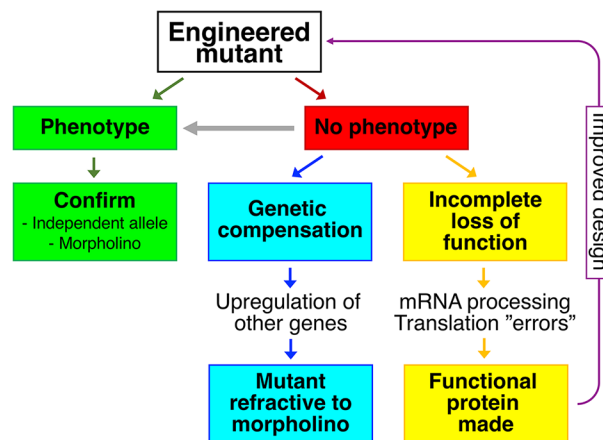 Engineered
mutant
Phenotype
No phenotype
Confirm
- Independent allele
- Morpholino
Genetic
compensation
Incomplete
loss of
function
Improved design
Upregulation of
other genes
mRNA processing
Translation ”errors”
Mutant
refractive to
morpholino
Functional
protein
made